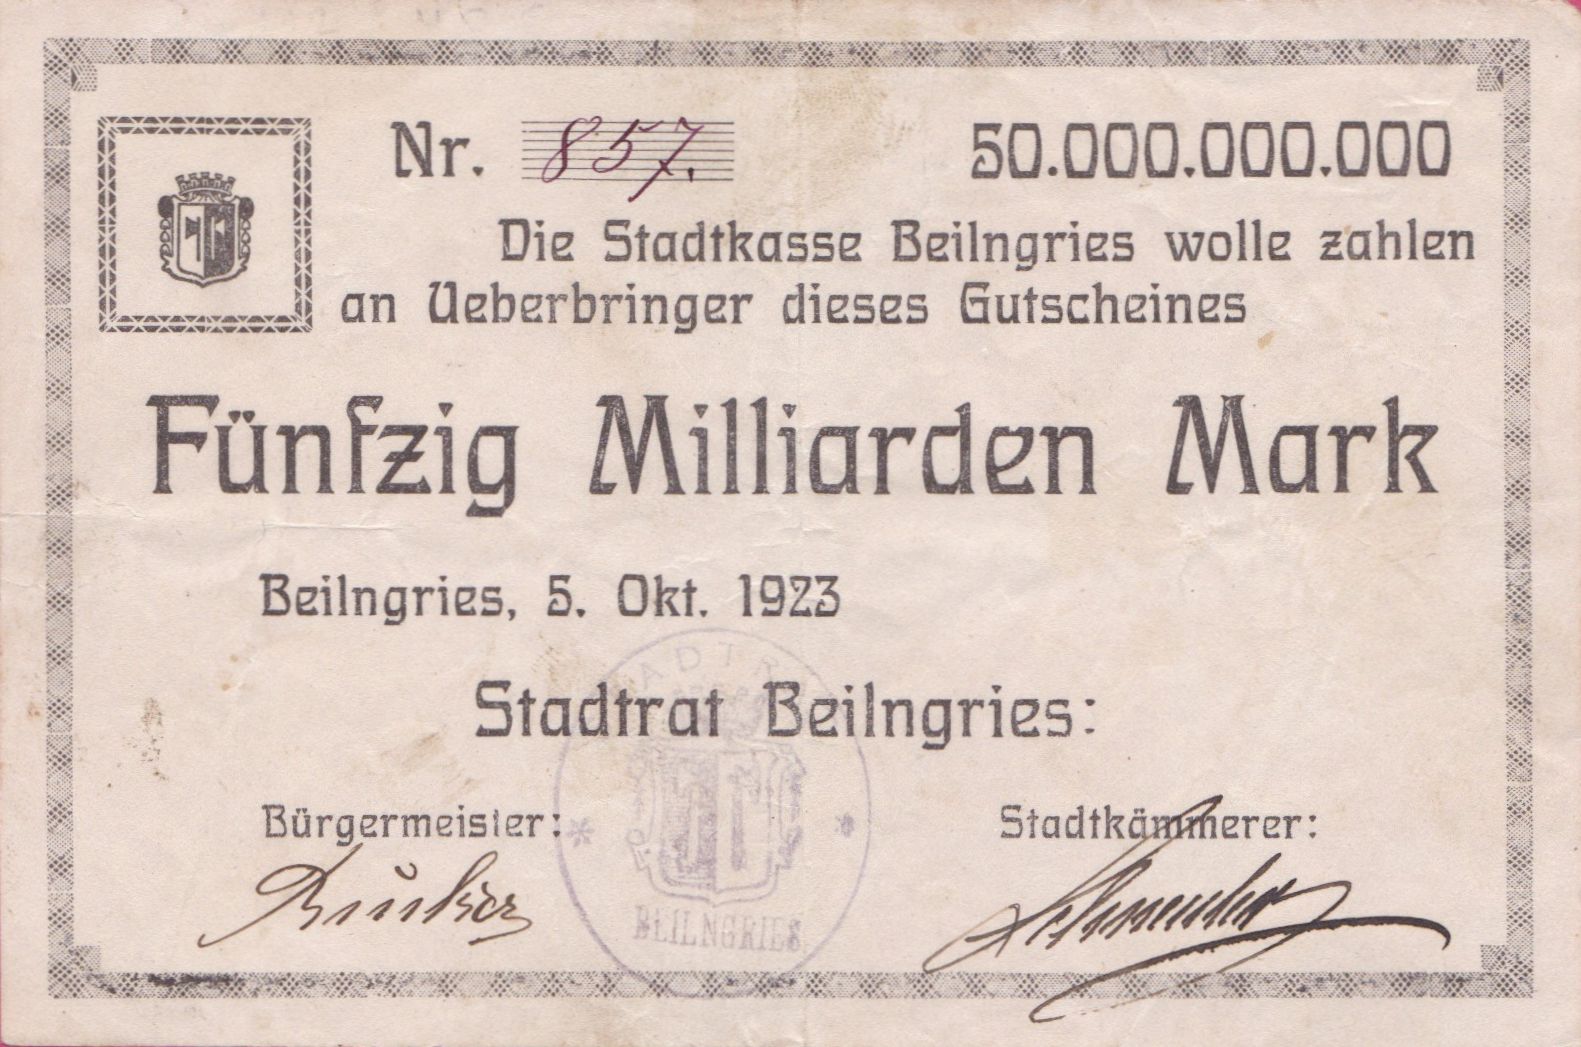 Nr. 857. 50.000.000.000
Die Stadtkasse Beilngries wolle zahlen
an Ueberbringer dieses Gutscheines
Fünfzig Milliarden Mark
Beilngries, 5. Okt. 1923
Stadtrat Beilngries:
Bürgermeister: Stadtkämmerer:
STADTRAT
BEILNGRIES